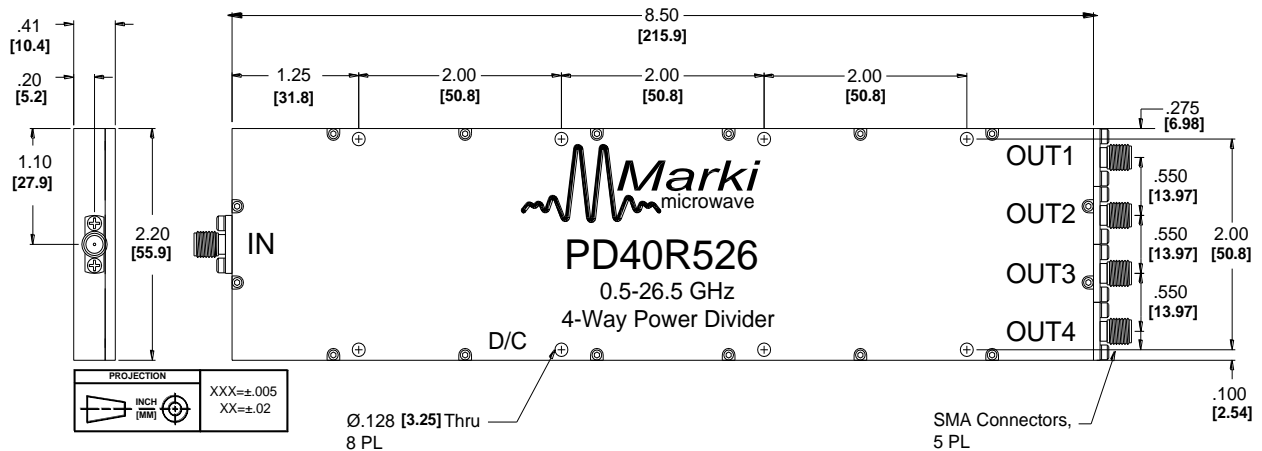 .41
[10.4]
8.50
[215.9]
.20
[5.2]
1.25
[31.8]
2.00
[50.8]
2.00
[50.8]
2.00
[50.8]
.275
[6.98]
1.10
[27.9]
2.20
[55.9]
IN
Marki
microwave
PD40R526
0.5-26.5 GHz
4-Way Power Divider
D/C
OUT1
OUT2
OUT3
OUT4
.550
[13.97]
.550
[13.97]
.550
[13.97]
2.00
[50.8]
.100
[2.54]
PROJECTION
INCH
[MM]
XXX=±.005
XX=±.02
Ø.128 [3.25] Thru
8 PL
SMA Connectors,
5 PL